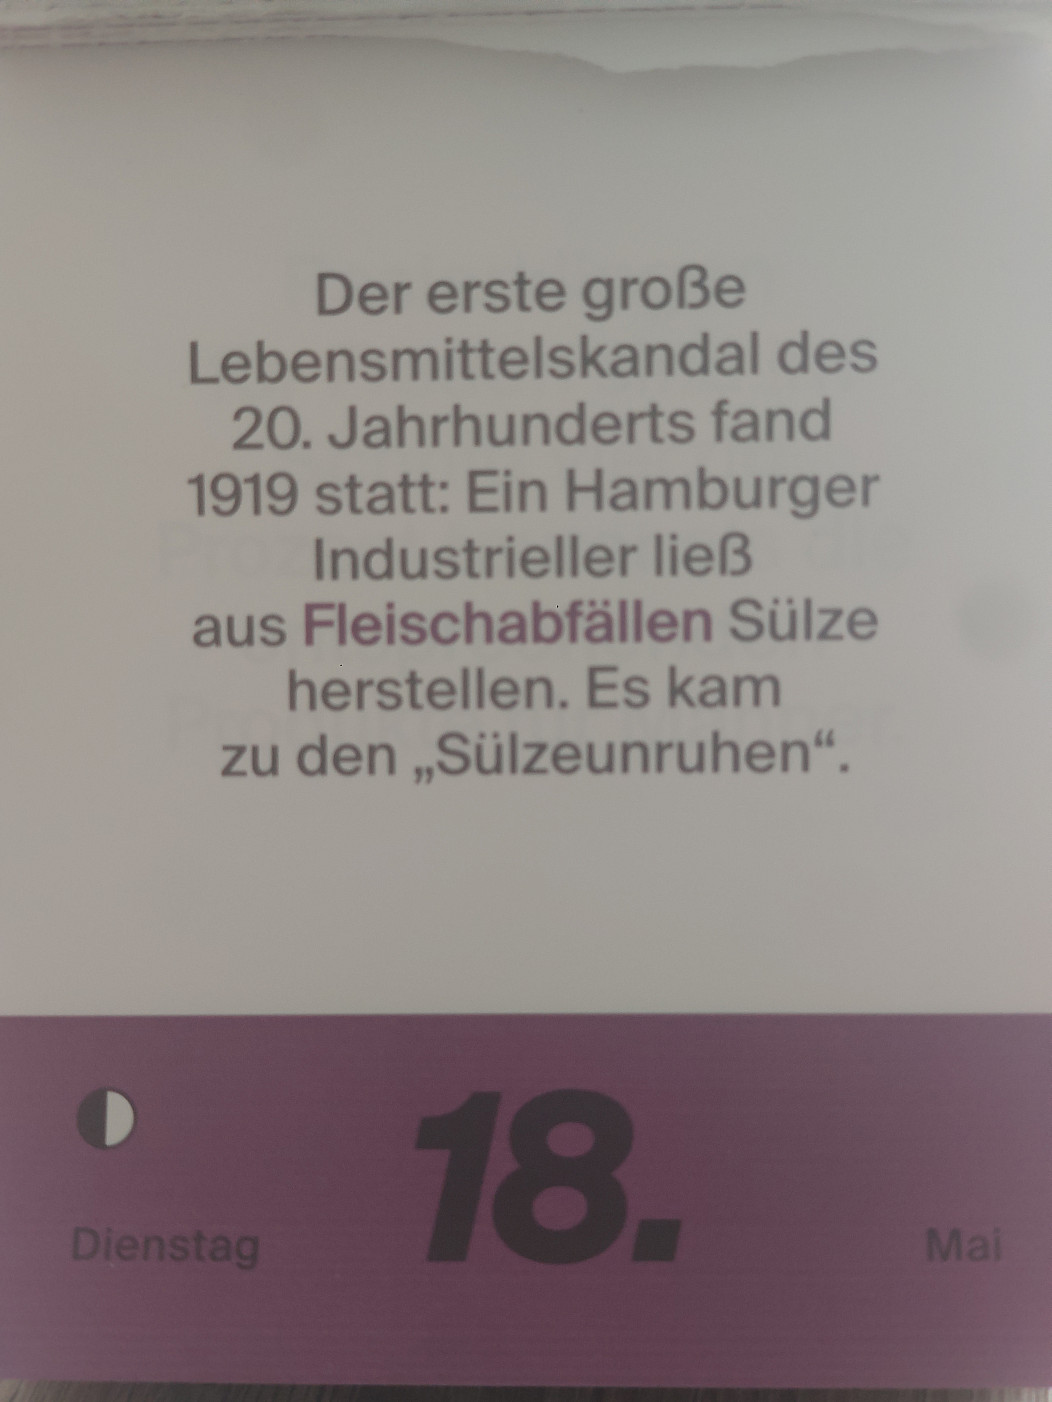 Der erste große
Lebensmittelskandal des
20. Jahrhunderts fand
1919 statt: Ein Hamburger
Industrieller ließ
aus Fleischabfällen Sülze
herstellen. Es kam
zu den „Sülzeunruhen“.
18.
Dienstag
Mai